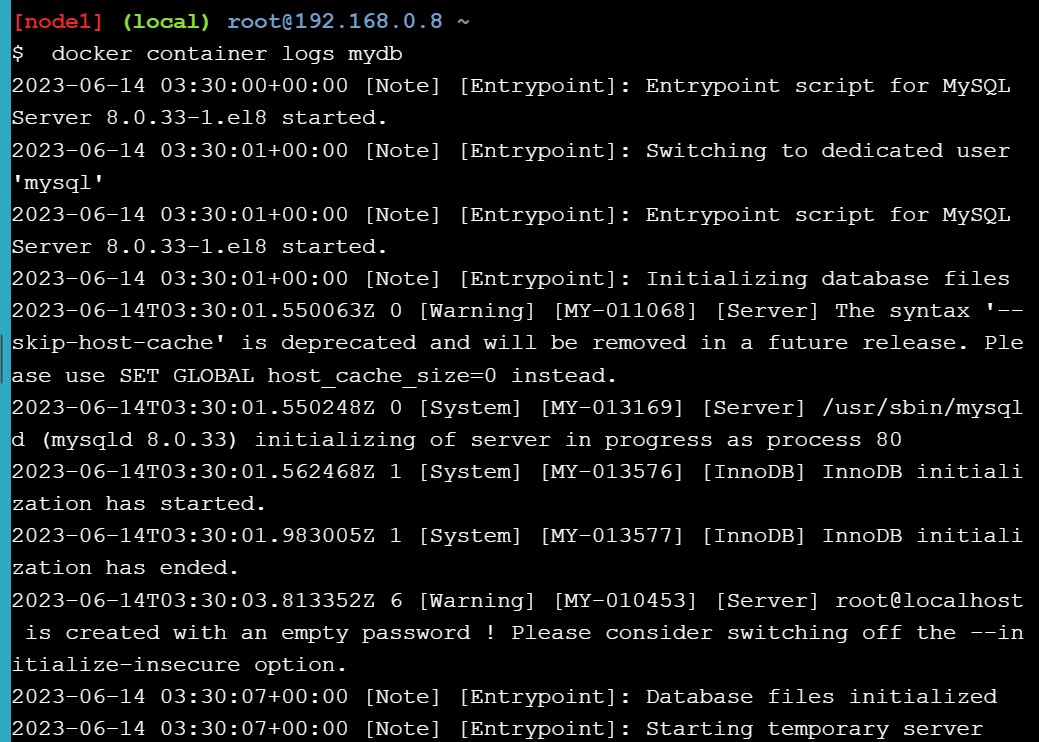 [node1] (local) root@192.168.0.8 ~
$  docker container logs mydb
2023-06-14 03:30:00+00:00 [Note] [Entrypoint]: Entrypoint script for MySQL
Server 8.0.33-1.el8 started.
2023-06-14 03:30:01+00:00 [Note] [Entrypoint]: Switching to dedicated user
'mysql'
2023-06-14 03:30:01+00:00 [Note] [Entrypoint]: Entrypoint script for MySQL
Server 8.0.33-1.el8 started.
2023-06-14 03:30:01+00:00 [Note] [Entrypoint]: Initializing database files
2023-06-14T03:30:01.550063Z 0 [Warning] [MY-011068] [Server] The syntax '--
skip-host-cache' is deprecated and will be removed in a future release. Ple
ase use SET GLOBAL host_cache_size=0 instead.
2023-06-14T03:30:01.550248Z 0 [System] [MY-013169] [Server] /usr/sbin/mysql
d (mysqld 8.0.33) initializing of server in progress as process 80
2023-06-14T03:30:01.562468Z 1 [System] [MY-013576] [InnoDB] InnoDB initiali
zation has started.
2023-06-14T03:30:01.983005Z 1 [System] [MY-013577] [InnoDB] InnoDB initiali
zation has ended.
2023-06-14T03:30:03.813352Z 6 [Warning] [MY-010453] [Server] root@localhost
 is created with an empty password ! Please consider switching off the --in
itialize-insecure option.
2023-06-14 03:30:07+00:00 [Note] [Entrypoint]: Database files initialized
2023-06-14 03:30:07+00:00 [Note] [Entrypoint]: Starting temporary server